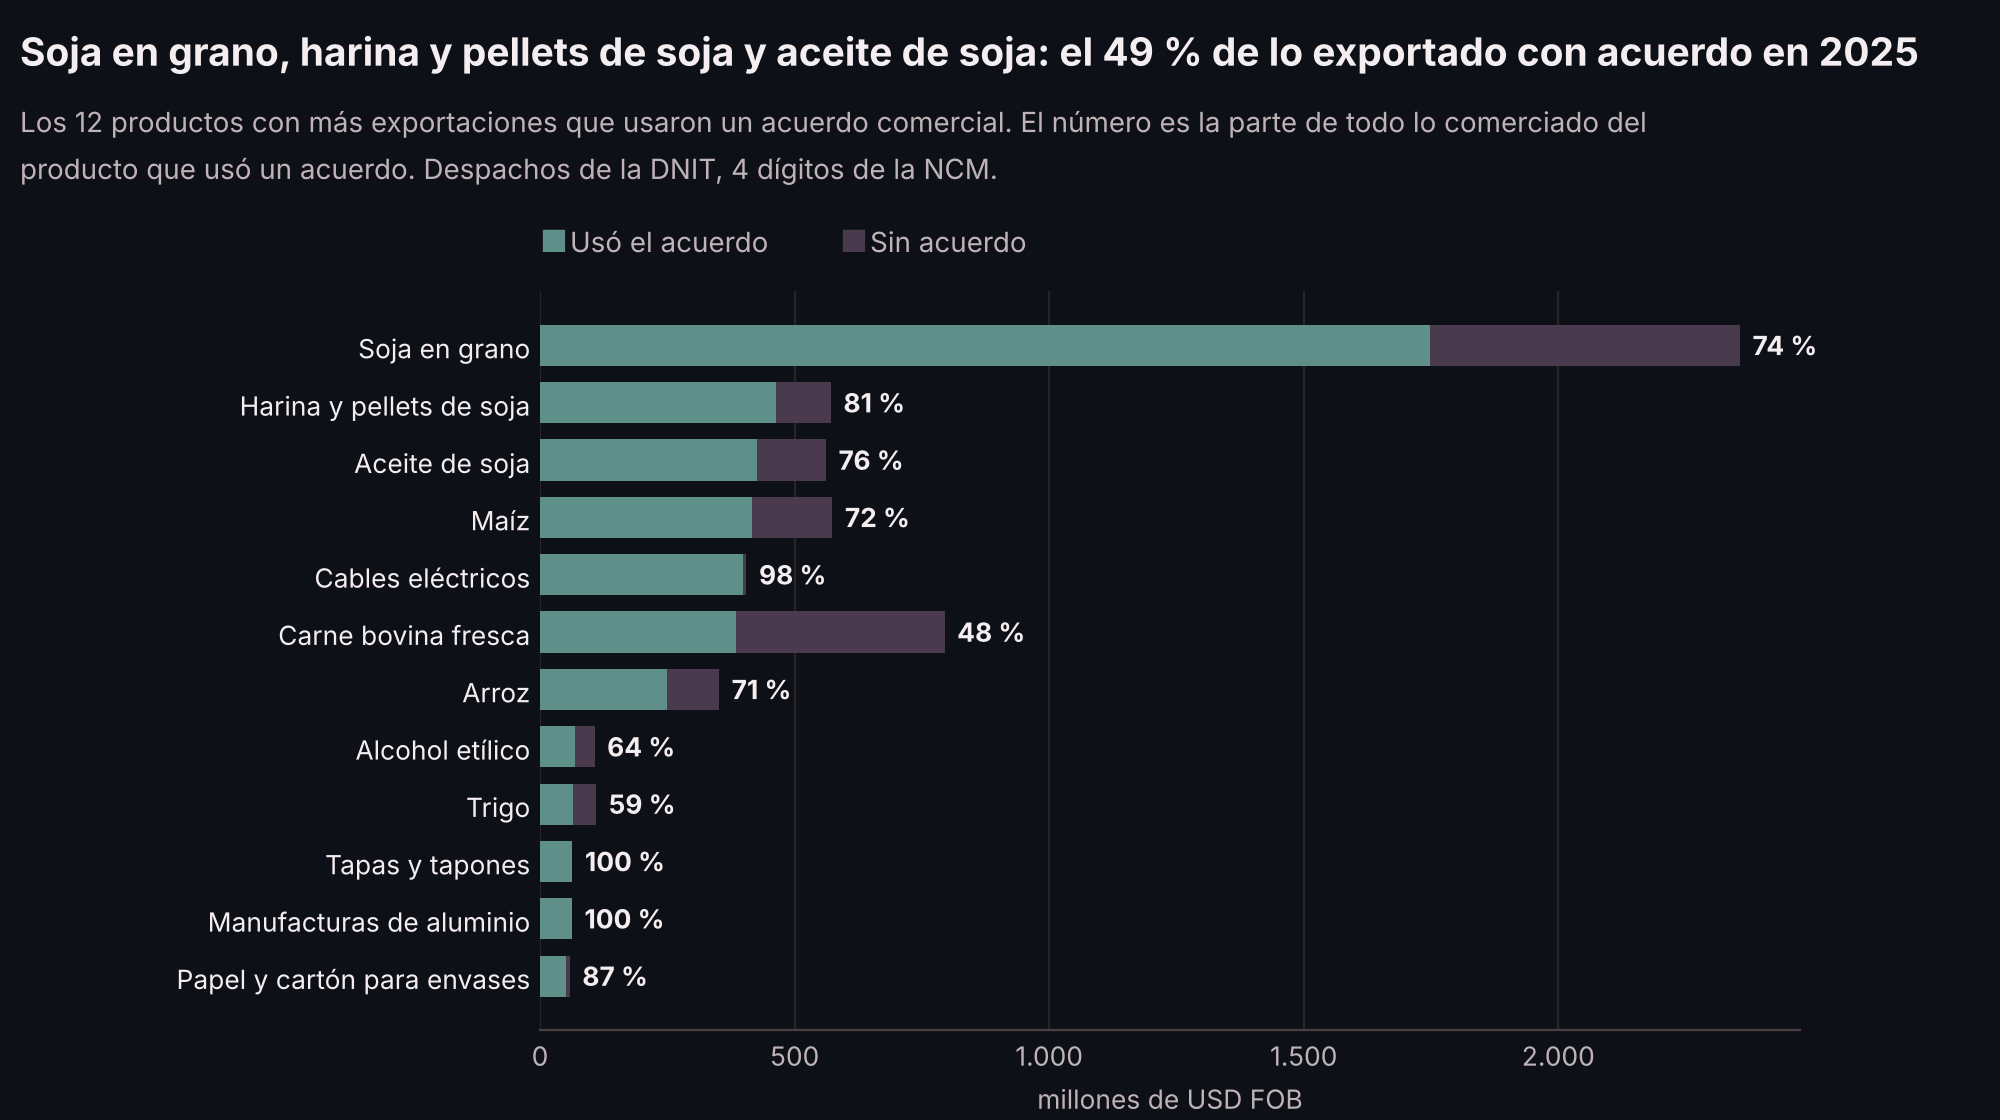 Soja en grano, harina y pellets de soja y aceite de soja: el 49 % de lo exportado con acuerdo en 2025
Los 12 productos con más exportaciones que usaron un acuerdo comercial. El número es la parte de todo lo comerciado del
producto que usó un acuerdo. Despachos de la DNIT, 4 dígitos de la NCM.
Usó el acuerdo
Sin acuerdo
Soja en grano 74 %
Harina y pellets de soja 81 %
Aceite de soja 76 %
Maíz 72 %
Cables eléctricos 98 %
Carne bovina fresca 48 %
Arroz 71 %
Alcohol etílico 64 %
Trigo 59 %
Tapas y tapones 100 %
Manufacturas de aluminio 100 %
Papel y cartón para envases 87 %
0 500 1.000 1.500 2.000
millones de USD FOB